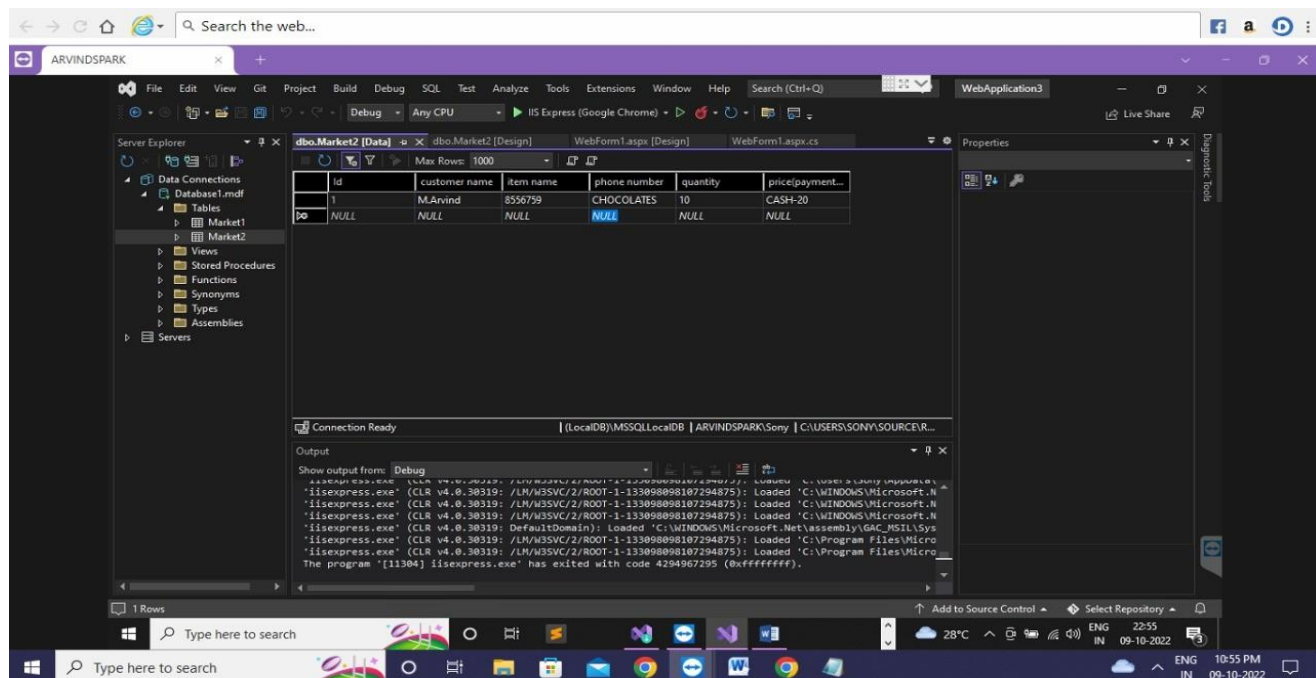 Search the web...
ARVINDSPARK
File Edit View Git Project Build Debug SQL Test Analyze Tools Extensions Window Help Search (Ctrl+Q) WebApplication3
Debug Any CPU IIS Express (Google Chrome) Live Share
Server Explorer
Data Connections
Database1.mdf
Tables
Market1
Market2
Views
Stored Procedures
Functions
Synonyms
Types
Assemblies
Servers
dbo.Market2 [Data] dbo.Market2 [Design] WebForm1.aspx [Design] WebForm1.aspx.cs
Max Rows: 1000
Id customer name item name phone number quantity price(payment...
1 M.Arvind 8556759 CHOCOLATES 10 CASH-20
NULL NULL NULL NULL NULL NULL
Connection Ready | (LocalDB)\MSSQLLocalDB | ARVINDSPARK\Sony | C:\USERS\SONY\SOURCE\R...
Output
Show output from: Debug
'iisexpress.exe' (CLR v4.0.30319: /LM/W3SVC/2/ROOT-1-133098098107294875): Loaded 'C:\Users\Sony\AppData\
'iisexpress.exe' (CLR v4.0.30319: /LM/W3SVC/2/ROOT-1-133098098107294875): Loaded 'C:\WINDOWS\Microsoft.N
'iisexpress.exe' (CLR v4.0.30319: /LM/W3SVC/2/ROOT-1-133098098107294875): Loaded 'C:\WINDOWS\Microsoft.N
'iisexpress.exe' (CLR v4.0.30319: DefaultDomain): Loaded 'C:\WINDOWS\Microsoft.Net\assembly\GAC_MSIL\Sys
'iisexpress.exe' (CLR v4.0.30319: /LM/W3SVC/2/ROOT-1-133098098107294875): Loaded 'C:\Program Files\Micro
'iisexpress.exe' (CLR v4.0.30319: /LM/W3SVC/2/ROOT-1-133098098107294875): Loaded 'C:\Program Files\Micro
The program '[11304] iisexpress.exe' has exited with code 4294967295 (0xffffffff).
Properties
Diagnostic Tools
1 Rows Add to Source Control Select Repository
Type here to search 28°C ENG IN 22:55 09-10-2022 3
Type here to search ENG IN 10:55 PM 09-10-2022